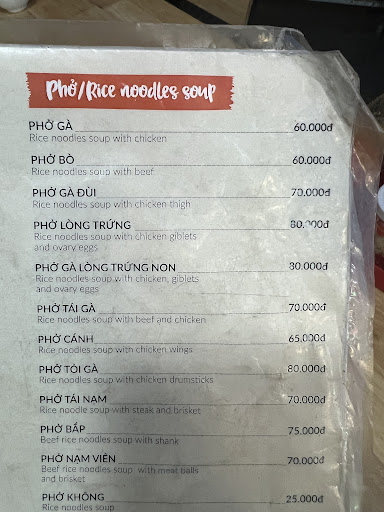 Phở/Rice noodles soup
PHỞ GÀ 60.000đ
Rice noodles soup with chicken
PHỞ BÒ 60.000đ
Rice noodles soup with beef
PHỞ GÀ ĐÙI 70.000đ
Rice noodles soup with chicken thigh
PHỞ LÒNG TRỨNG 80.000đ
Rice noodles soup with chicken giblets
and ovary eggs
PHỞ GÀ LÒNG TRỨNG NON 80.000đ
Rice noodles soup with chicken, giblets
and ovary eggs
PHỞ TÁI GÀ 70.000đ
Rice noodles soup with beef and chicken
PHỞ CÁNH 65.000đ
Rice noodles soup with chicken wings
PHỞ TỎI GÀ 80.000đ
Rice noodles soup with chicken drumsticks
PHỞ TÁI NẠM 70.000đ
Rice noodle soup with steak and brisket
PHỞ BẮP 75.000đ
Beef rice noodles soup with shank
PHỞ NẠM VIÊN 70.000đ
Beef rice noodles soup with meat balls
and brisket
PHỞ KHÔNG 25.000đ
Rice noodles soup